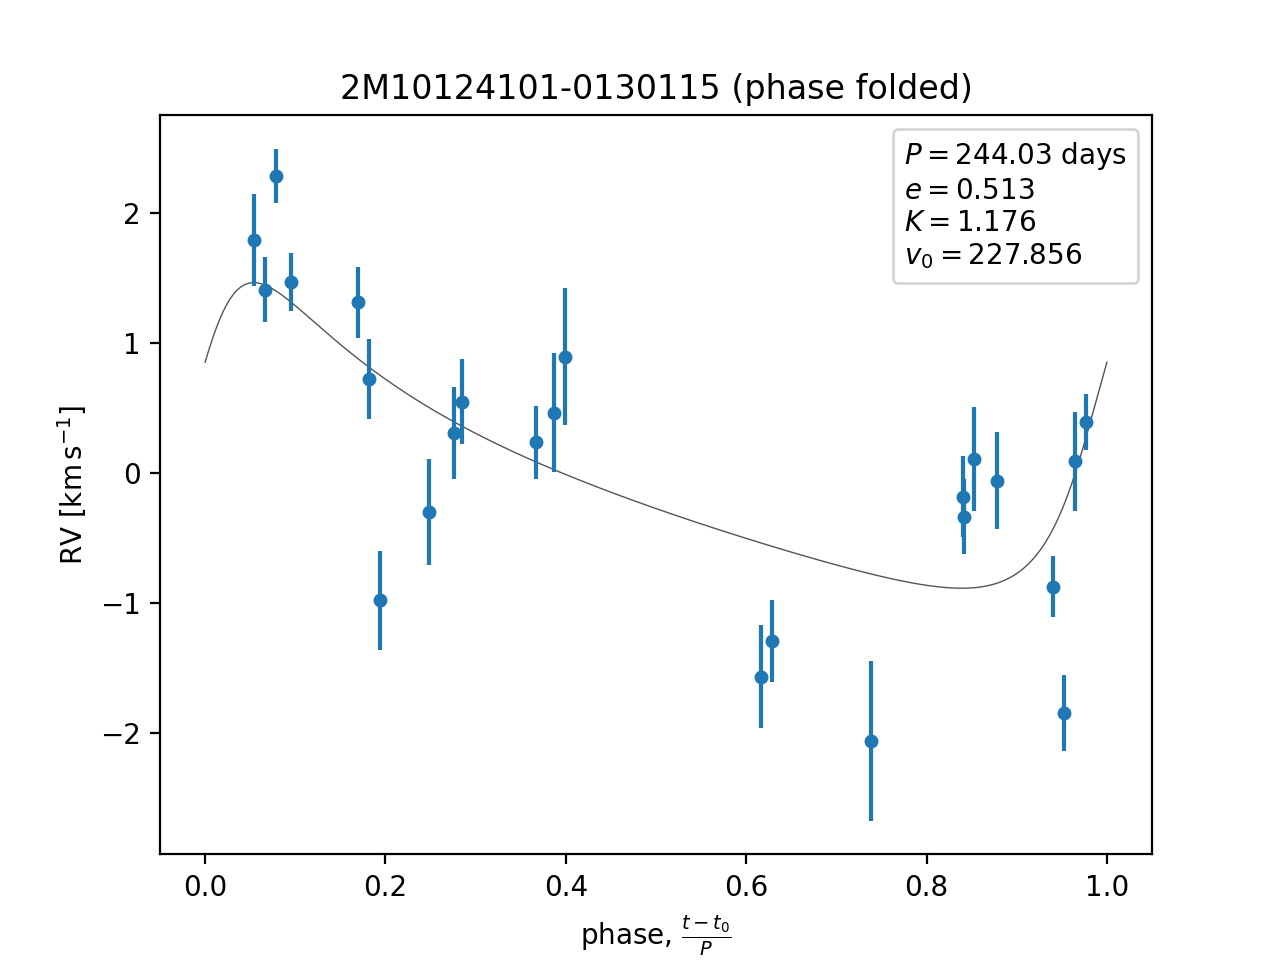 2M10124101-0130115 (phase folded)
P = 244.03 days
e = 0.513
K = 1.176
v₀ = 227.856
RV [km s⁻¹]
2
1
0
−1
−2
0.0 0.2 0.4 0.6 0.8 1.0
phase, (t − t₀)/P